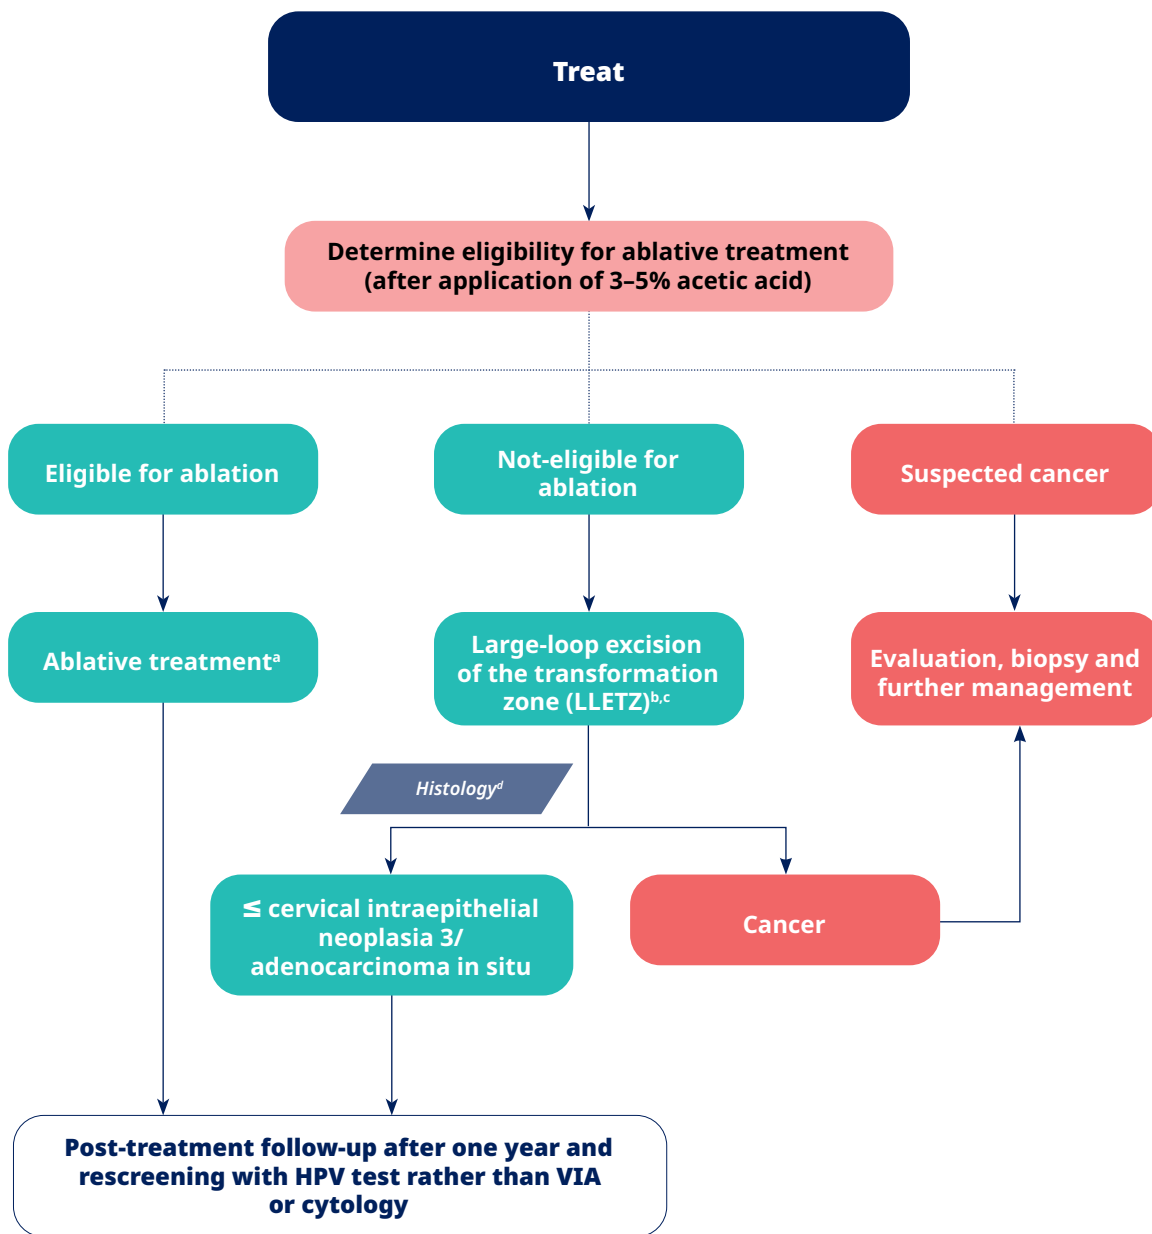 Treat
Determine eligibility for ablative treatment
(after application of 3–5% acetic acid)
Eligible for ablation
Not-eligible for
ablation
Suspected cancer
Ablative treatmentᵃ
Large-loop excision
of the transformation
zone (LLETZ)ᵇ,ᶜ
Evaluation, biopsy and
further management
Histologyᵈ
≤ cervical intraepithelial
neoplasia 3/
adenocarcinoma in situ
Cancer
Post-treatment follow-up after one year and
rescreening with HPV test rather than VIA
or cytology